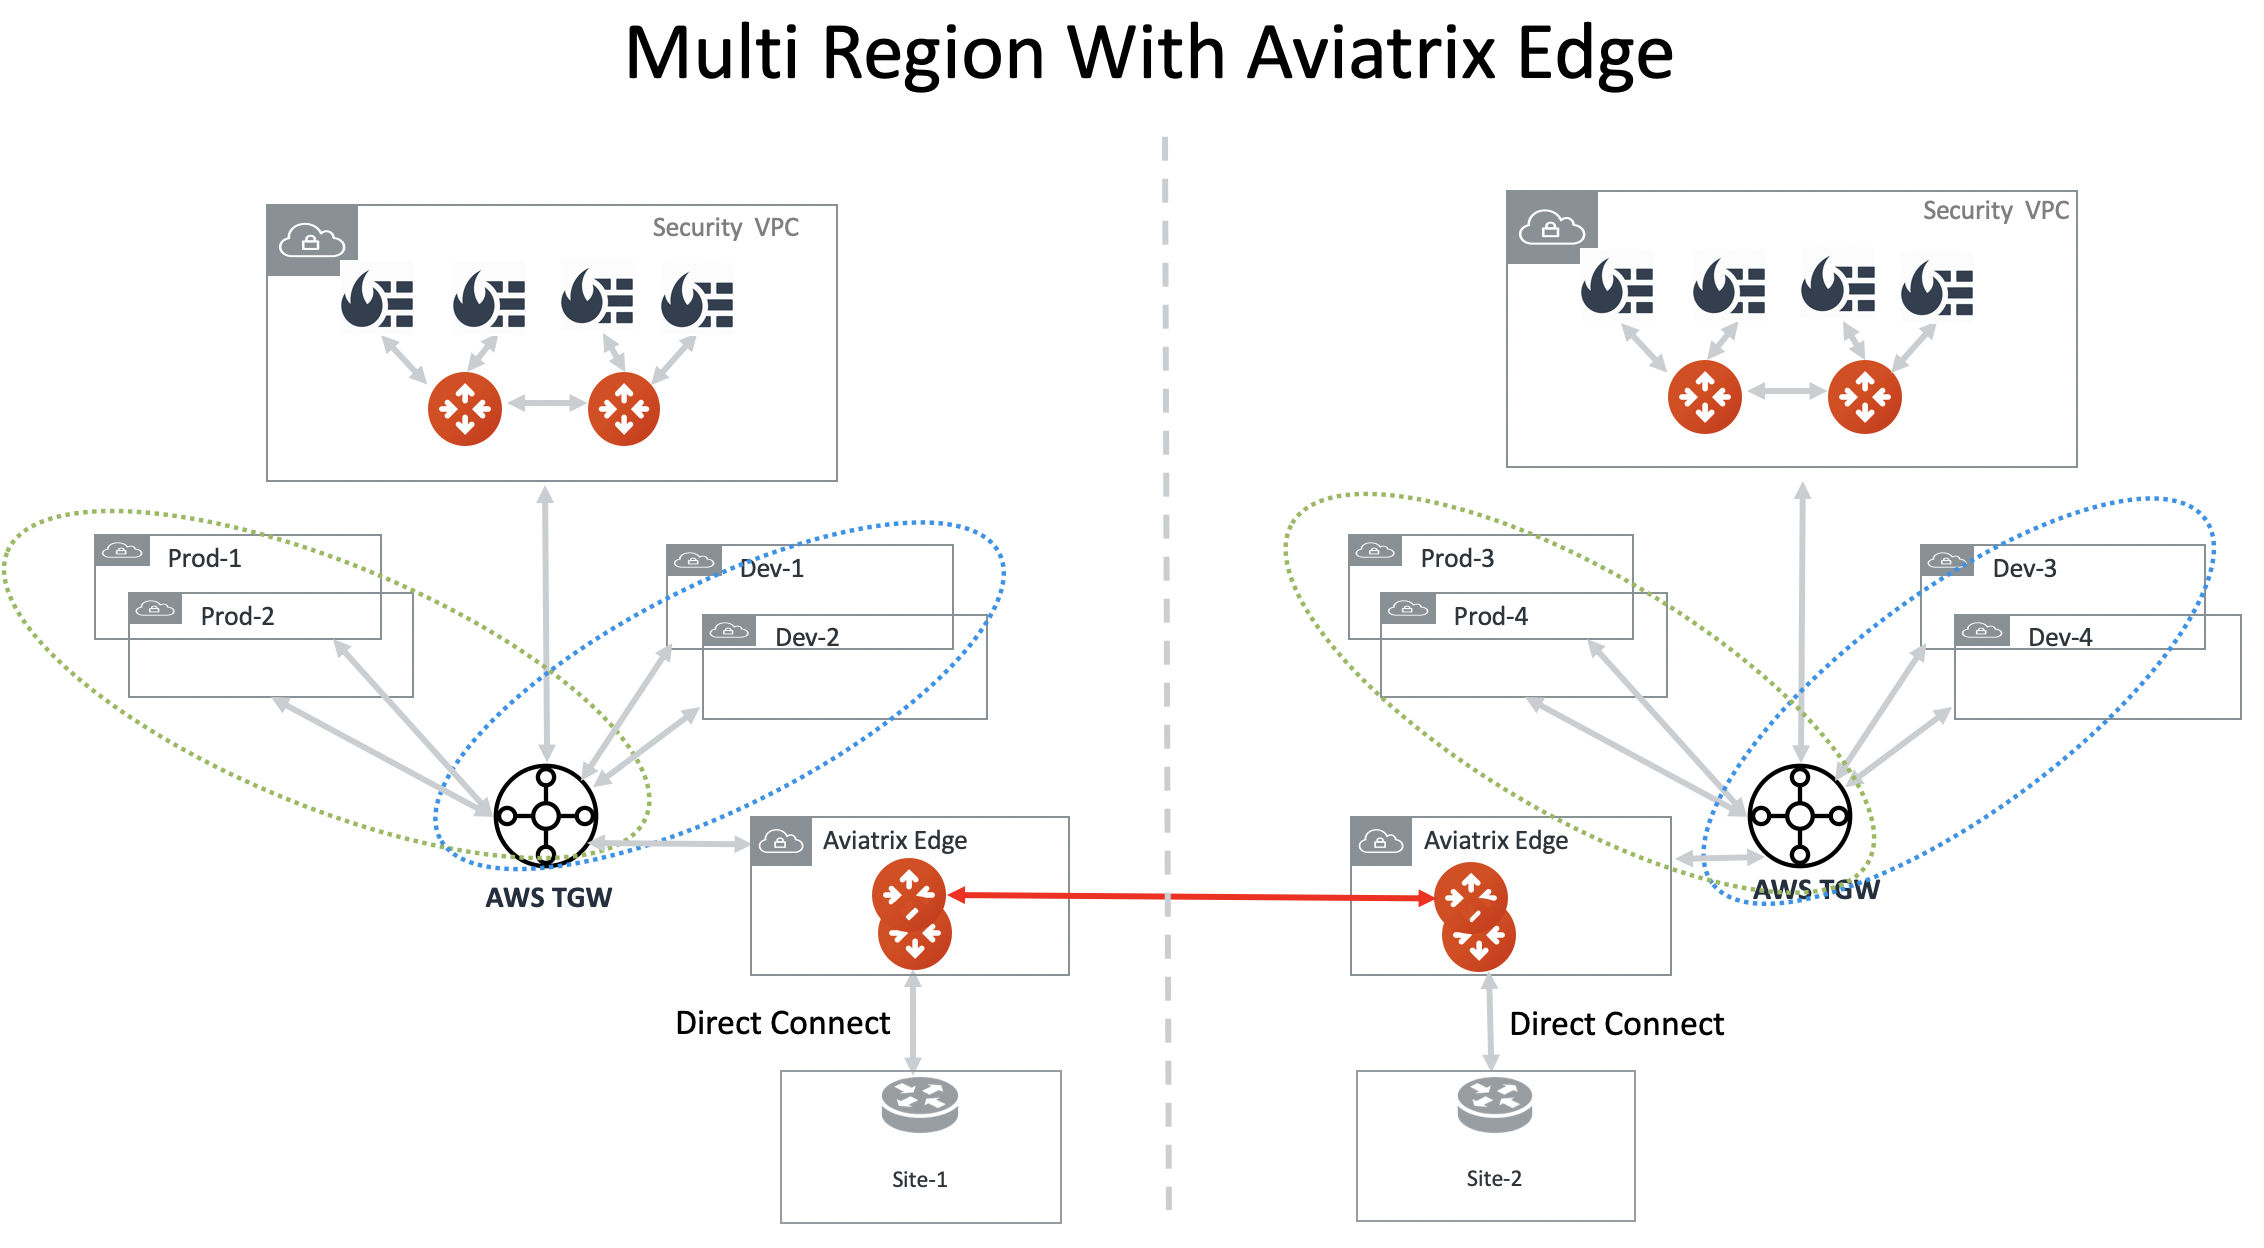 Multi Region With Aviatrix Edge
Security VPC
Prod-1
Prod-2
Dev-1
Dev-2
AWS TGW
Aviatrix Edge
Direct Connect
Site-1
Security VPC
Prod-3
Prod-4
Dev-3
Dev-4
Aviatrix Edge
AWS TGW
Direct Connect
Site-2